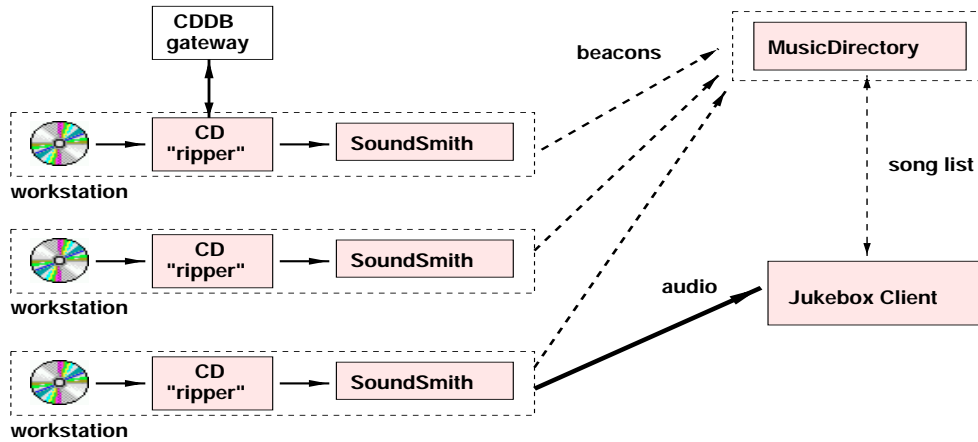 CDDB
gateway
beacons
MusicDirectory
CD
"ripper"
SoundSmith
workstation
song list
CD
"ripper"
SoundSmith
workstation
audio
Jukebox Client
CD
"ripper"
SoundSmith
workstation